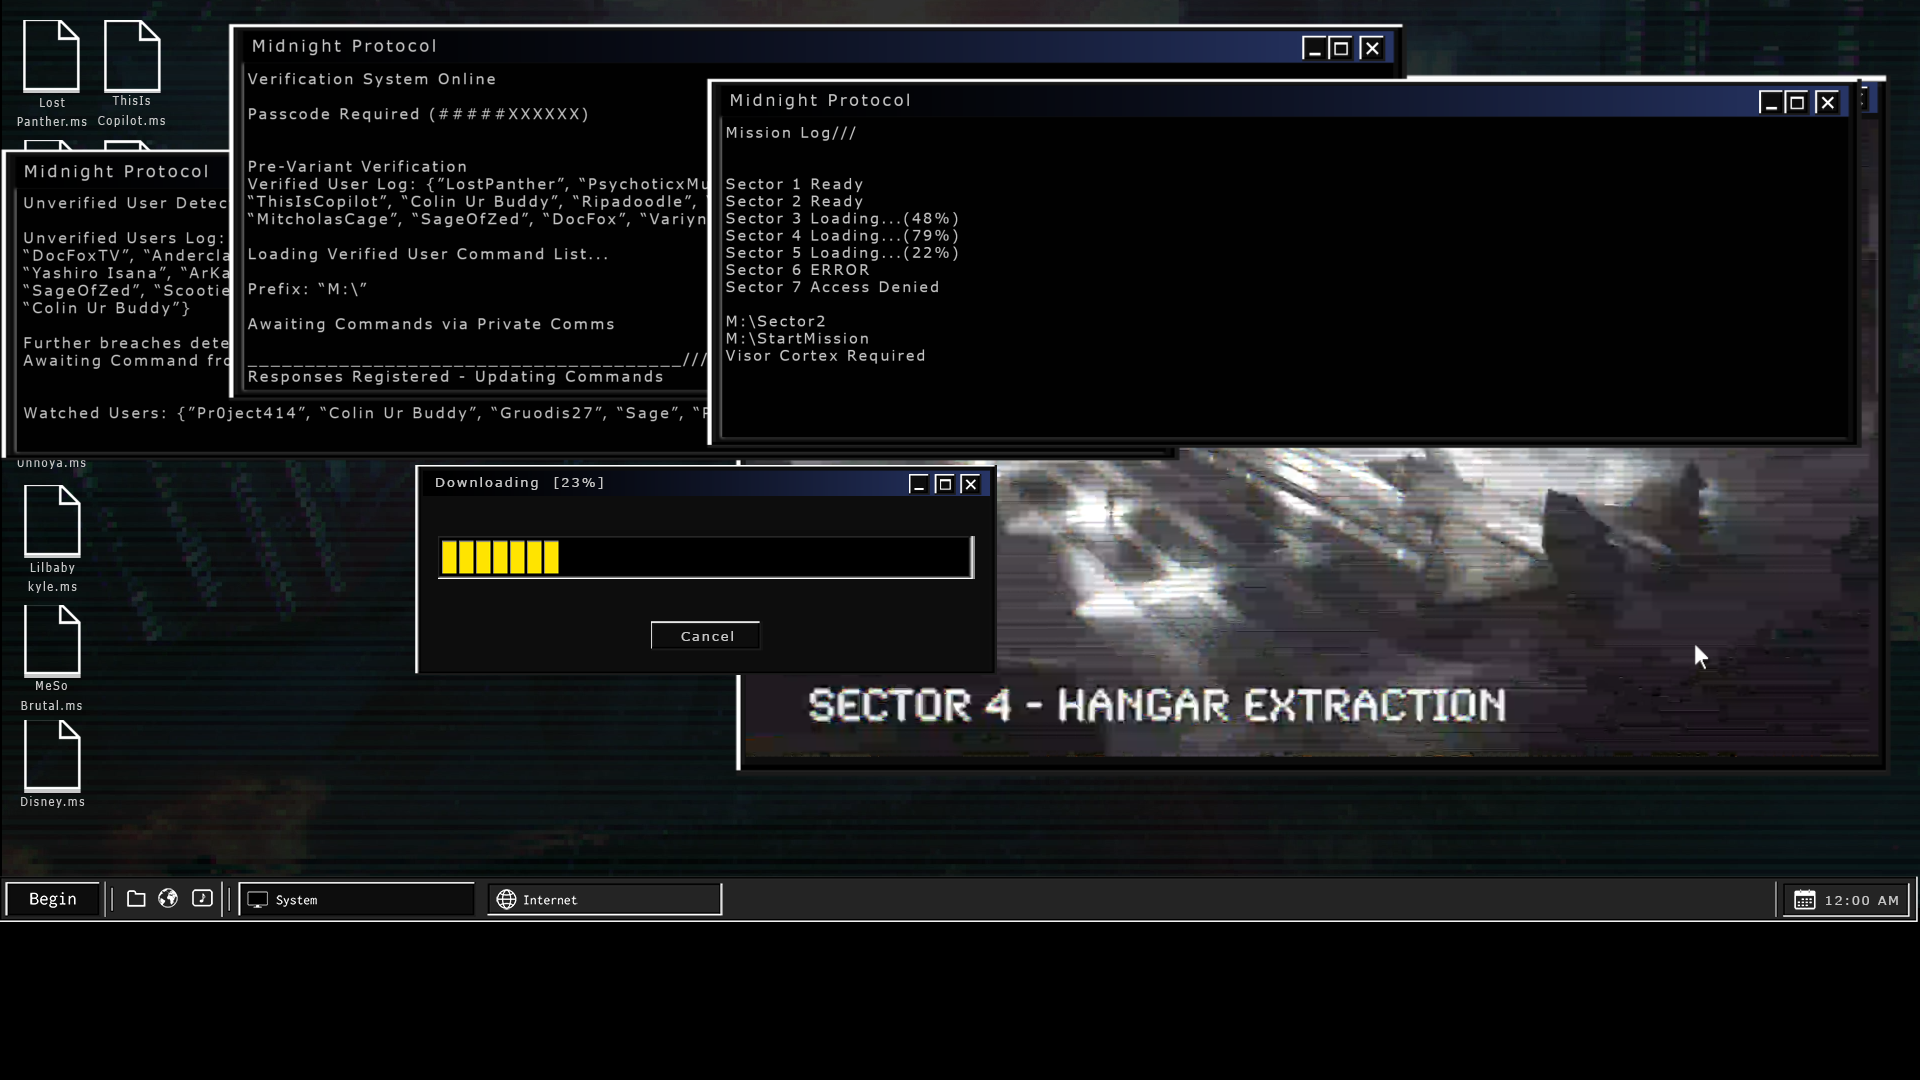 Lost
Panther.ms
ThisIs
Copilot.ms
Midnight Protocol
Verification System Online
Passcode Required (#####XXXXXX)
Pre-Variant Verification
Verified User Log: {"LostPanther", “PsychoticxMu
“ThisIsCopilot”, “Colin Ur Buddy”, “Ripadoodle”,
“MitcholasCage”, “SageOfZed”, “DocFox”, “Variyn
Loading Verified User Command List...
Prefix: “M:\”
Awaiting Commands via Private Comms
______________________________________///
Responses Registered - Updating Commands
Midnight Protocol
Mission Log///
Sector 1 Ready
Sector 2 Ready
Sector 3 Loading...(48%)
Sector 4 Loading...(79%)
Sector 5 Loading...(22%)
Sector 6 ERROR
Sector 7 Access Denied
M:\Sector2
M:\StartMission
Visor Cortex Required
Midnight Protocol
Unverified User Detec
Unverified Users Log:
“DocFoxTV”, “Andercla
“Yashiro Isana”, “ArKa
“SageOfZed”, “Scootie
“Colin Ur Buddy”}
Further breaches dete
Awaiting Command fro
Watched Users: {”Pr0ject414”, “Colin Ur Buddy”, “Gruodis27”, “Sage”,
Unnoya.ms
Lilbaby
kyle.ms
MeSo
Brutal.ms
Disney.ms
Downloading [23%]
Cancel
SECTOR 4 - HANGAR EXTRACTION
Begin
System
Internet
12:00 AM